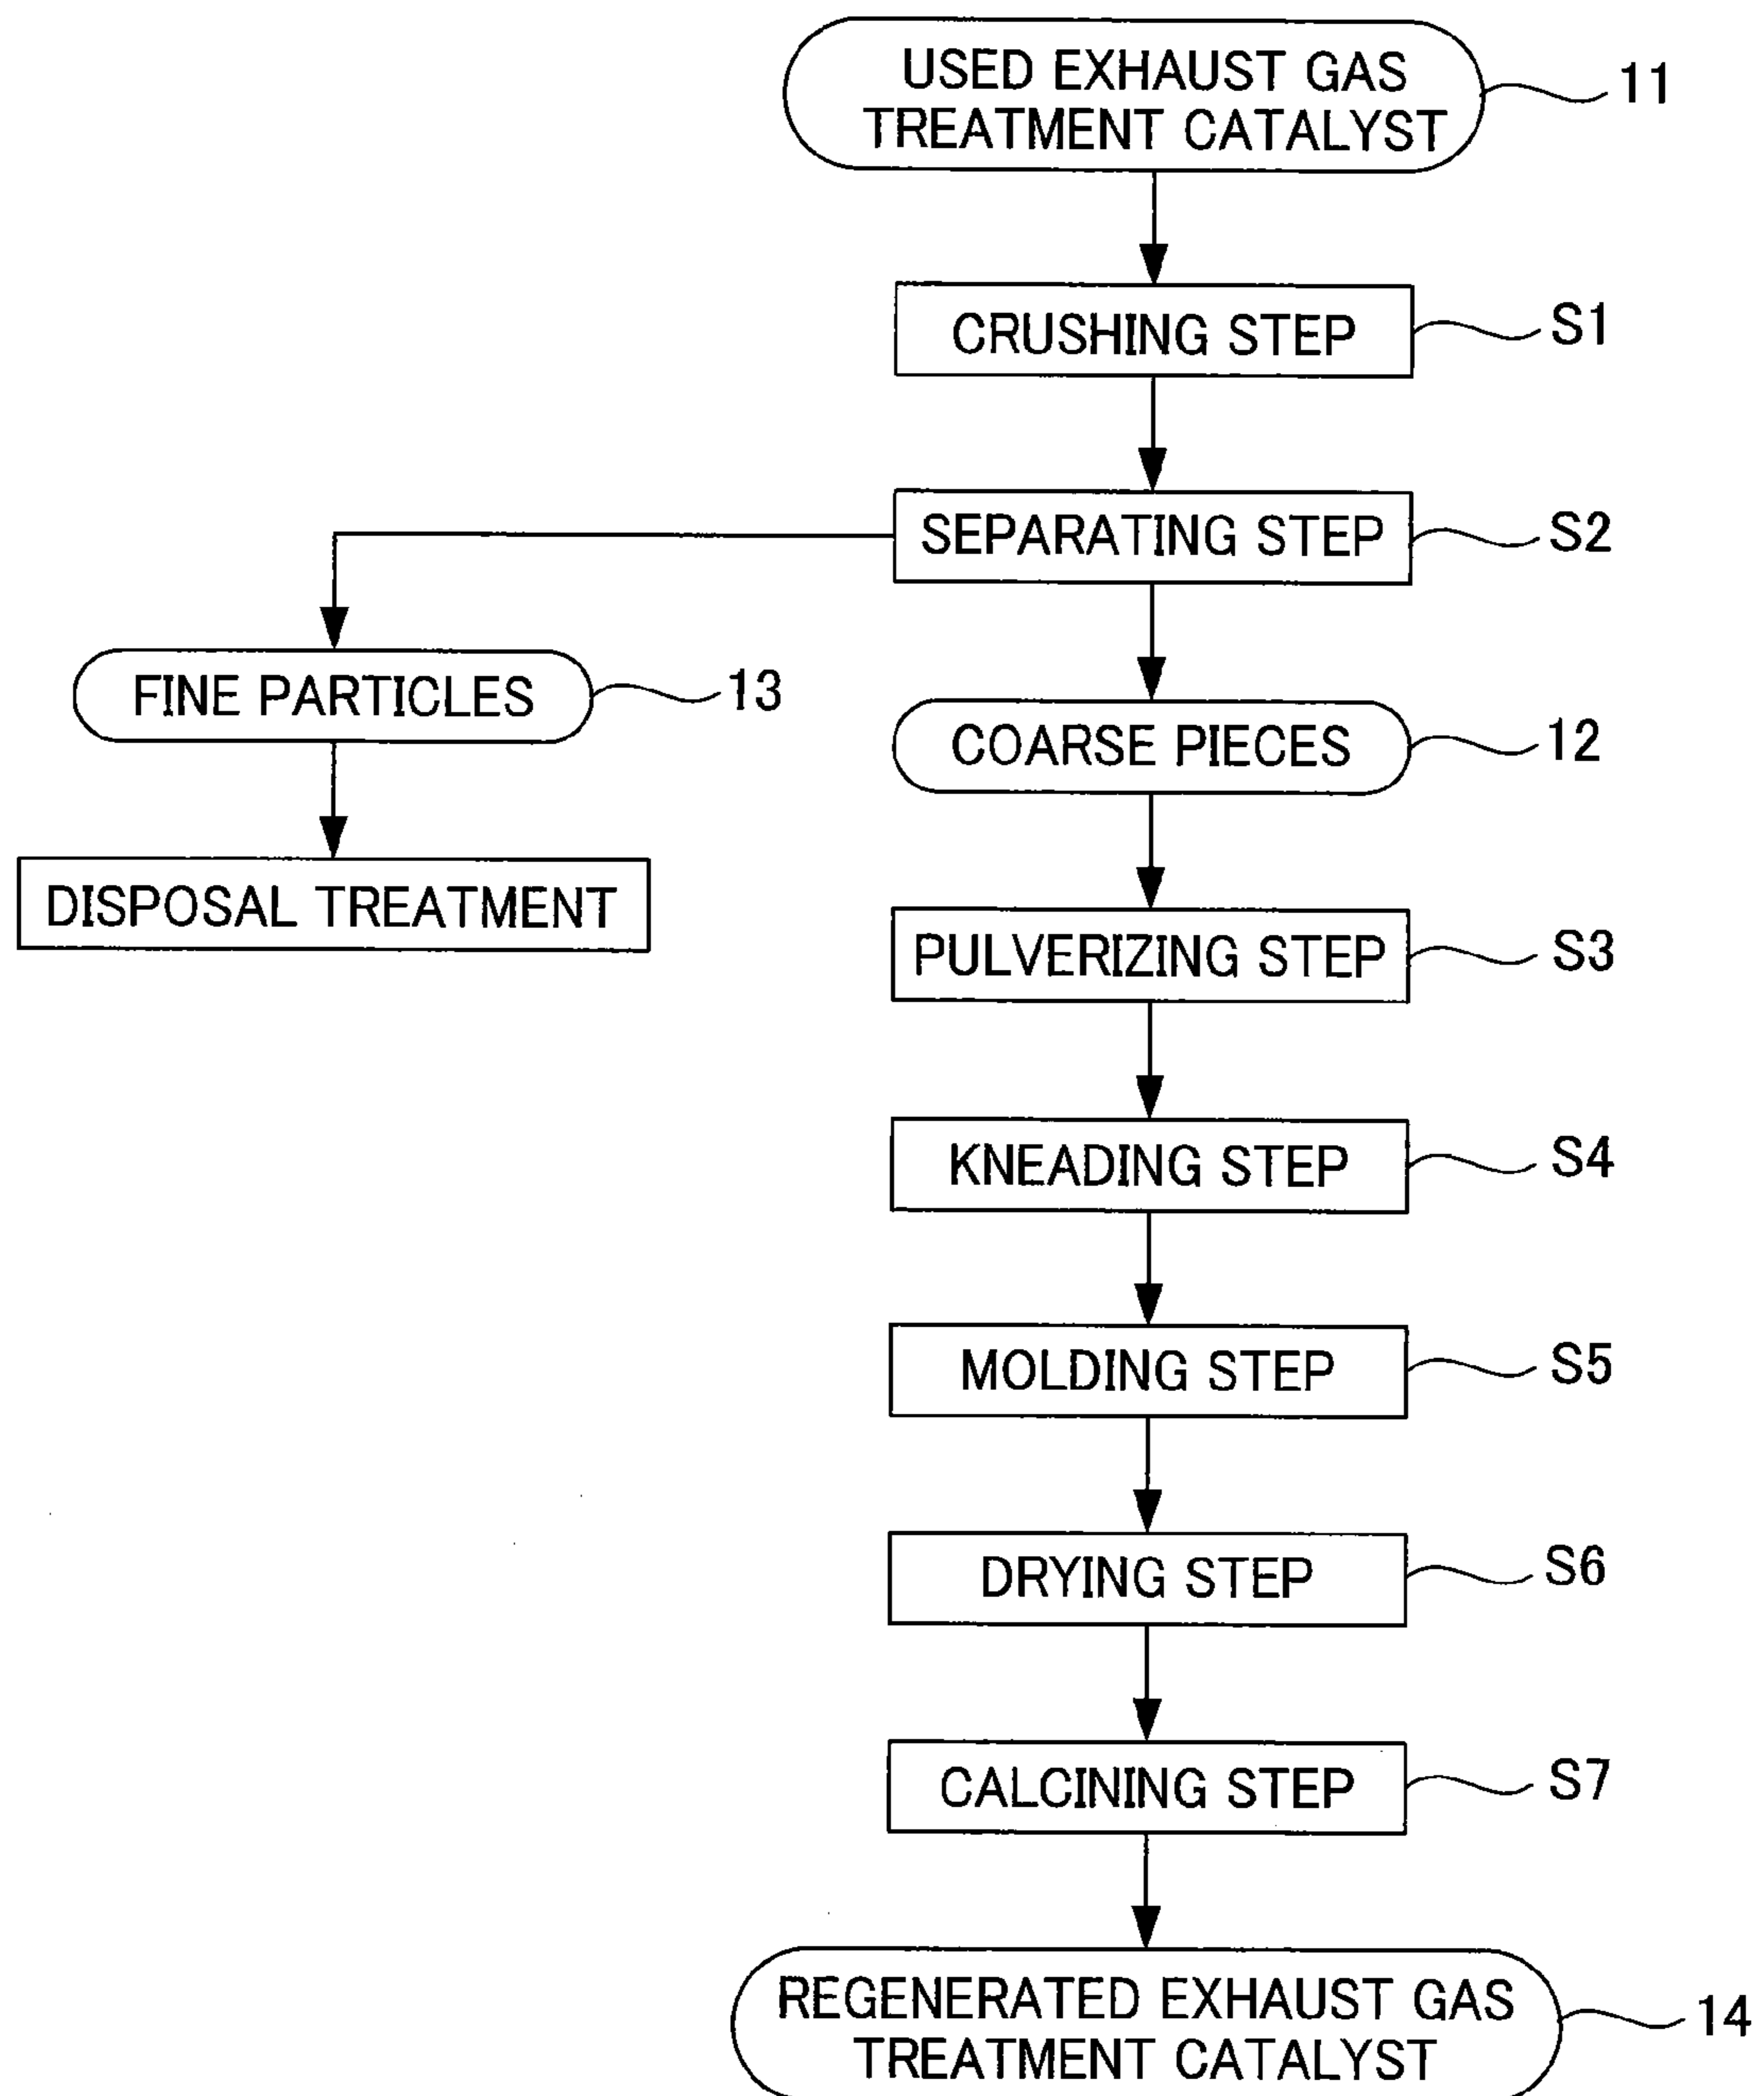 USED EXHAUST GAS
TREATMENT CATALYST
11
CRUSHING STEP
S1
SEPARATING STEP
S2
FINE PARTICLES
13
COARSE PIECES
12
DISPOSAL TREATMENT
PULVERIZING STEP
S3
KNEADING STEP
S4
MOLDING STEP
S5
DRYING STEP
S6
CALCINING STEP
S7
REGENERATED EXHAUST GAS
TREATMENT CATALYST
14